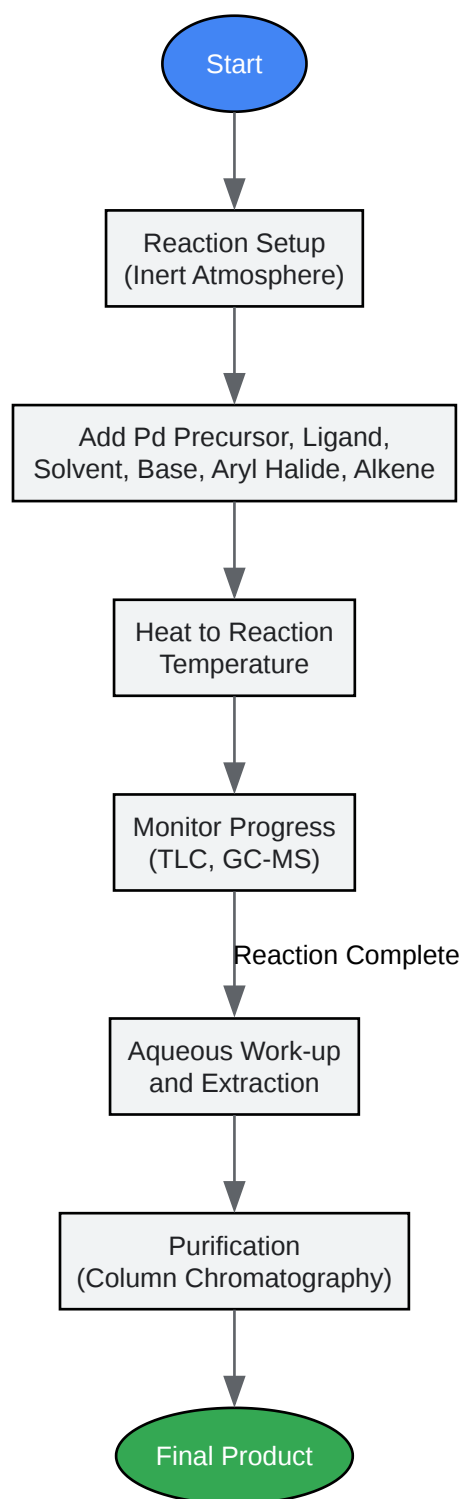 Start
Reaction Setup
(Inert Atmosphere)
Add Pd Precursor, Ligand,
Solvent, Base, Aryl Halide, Alkene
Heat to Reaction
Temperature
Monitor Progress
(TLC, GC-MS)
Reaction Complete
Aqueous Work-up
and Extraction
Purification
(Column Chromatography)
Final Product